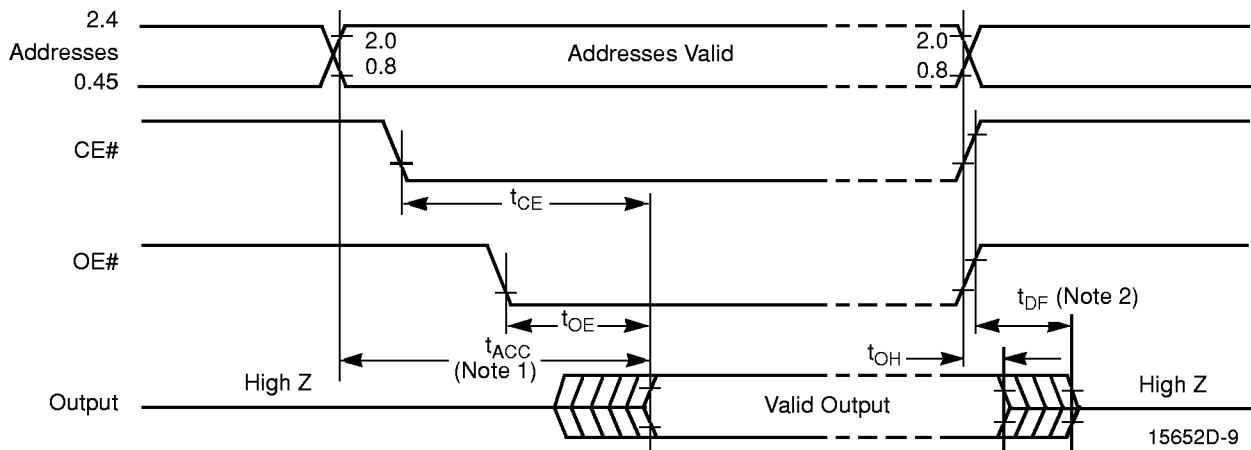 2.4
Addresses
0.45
2.0
0.8
Addresses Valid
2.0
0.8
CE#
tCE
OE#
tOE
tDF (Note 2)
tACC
(Note 1)
tOH
High Z
Output
Valid Output
High Z
15652D-9